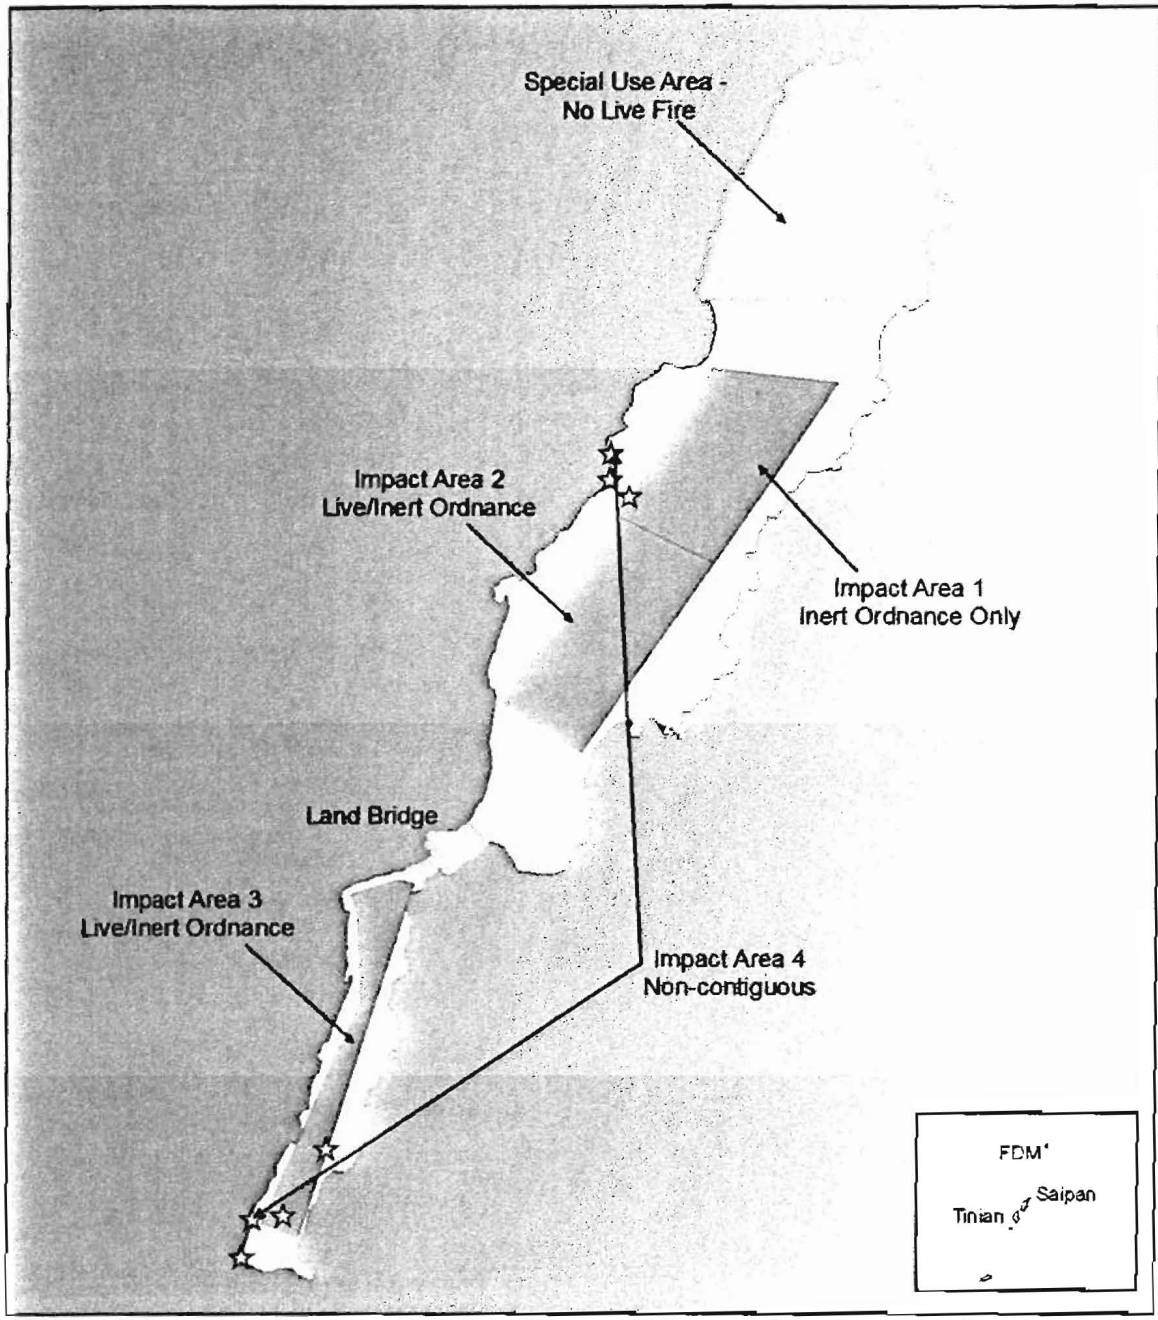 Special Use Area -
No Live Fire
Impact Area 2
Live/Inert Ordnance
Impact Area 1
Inert Ordnance Only
Land Bridge
Impact Area 3
Live/Inert Ordnance
Impact Area 4
Non-contiguous
FDM
Saipan
Tinian